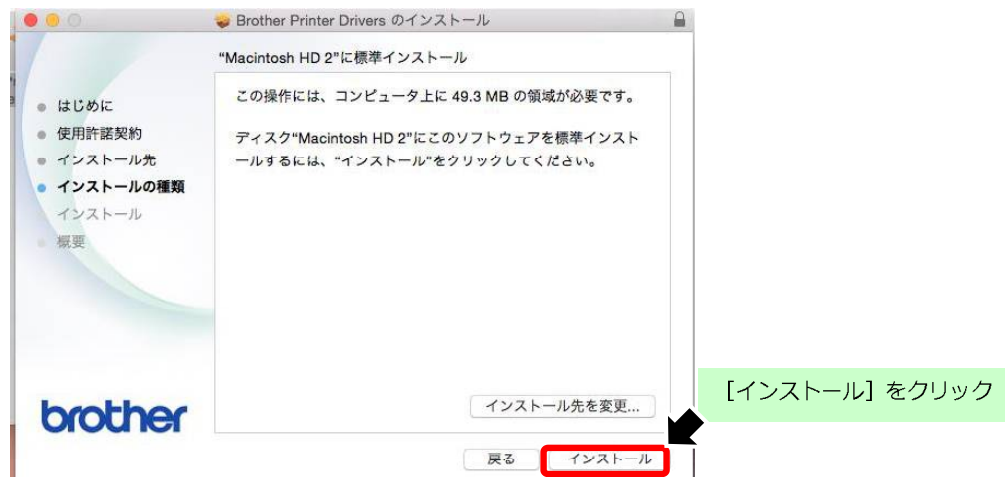 Brother Printer Drivers のインストール
“Macintosh HD 2”に標準インストール
はじめに
使用許諾契約
インストール先
インストールの種類
インストール
概要
この操作には、コンピュータ上に 49.3 MB の領域が必要です。
ディスク“Macintosh HD 2”にこのソフトウェアを標準インスト
ールするには、“インストール”をクリックしてください。
インストール先を変更...
brother
戻る
インストール
［インストール］をクリック